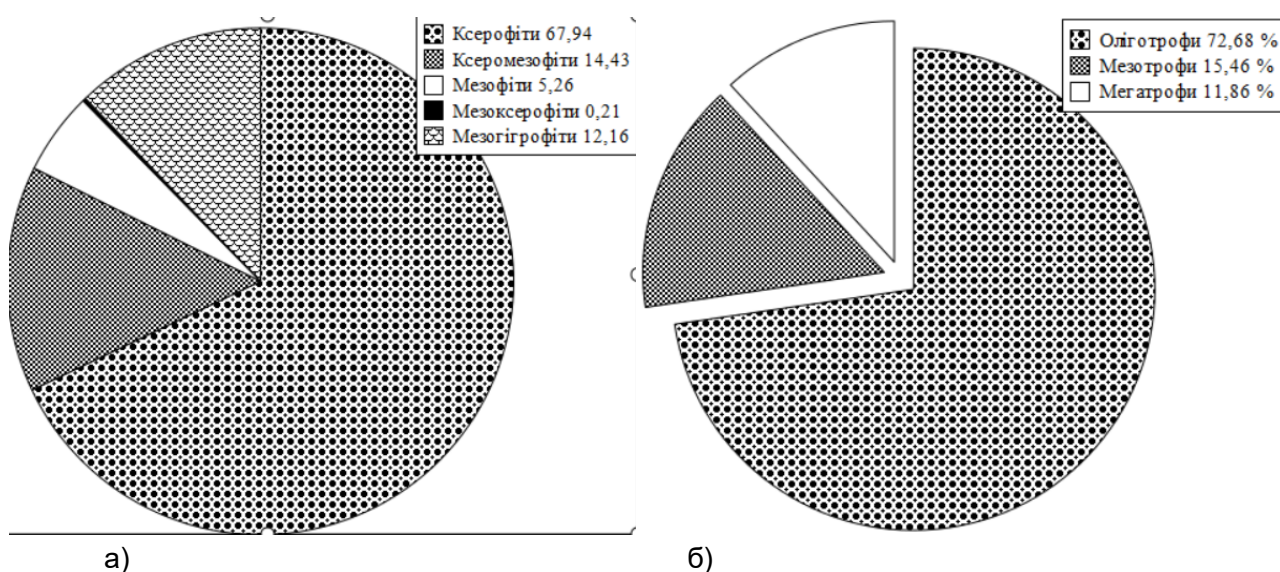 Ксерофіти 67,94
Ксеромезофіти 14,43
Мезофіти 5,26
Мезоксерофіти 0,21
Мезогігрофіти 12,16
Оліготрофи 72,68 %
Мезотрофи 15,46 %
Мегатрофи 11,86 %
а)
б)